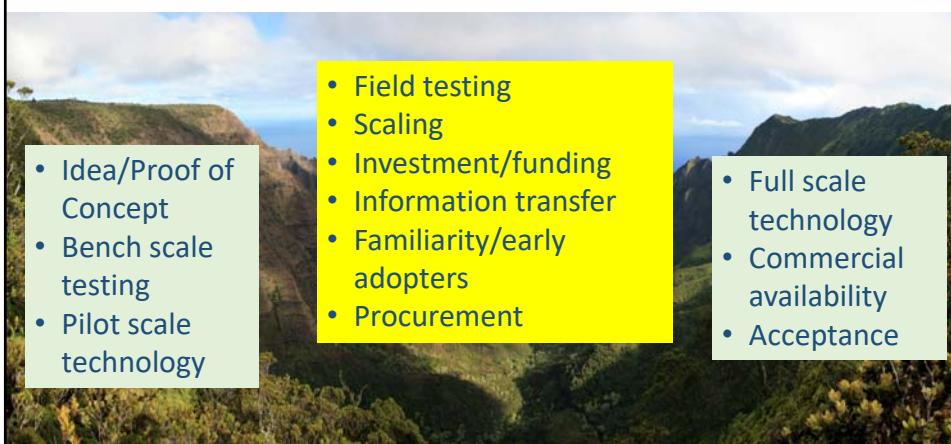 • Idea/Proof of
Concept
• Bench scale
testing
• Pilot scale
technology
• Field testing
• Scaling
• Investment/funding
• Information transfer
• Familiarity/early
adopters
• Procurement
• Full scale
technology
• Commercial
availability
• Acceptance